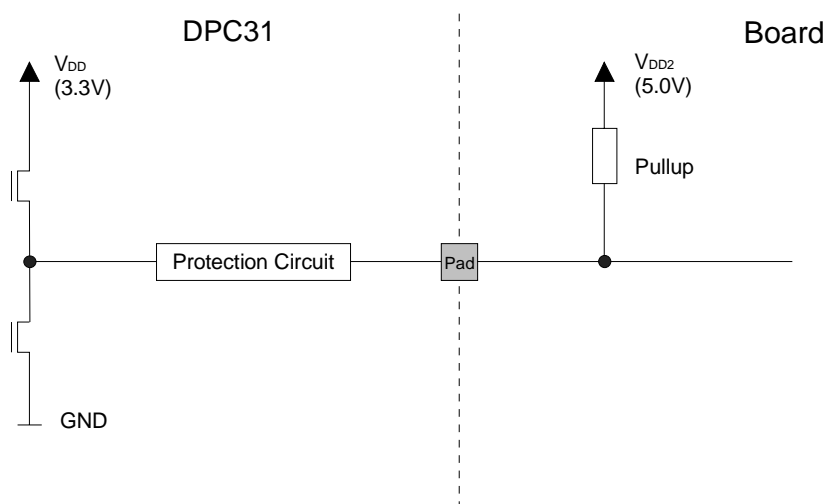 DPC31
Board
VDD
(3.3V)
VDD2
(5.0V)
Pullup
Protection Circuit
Pad
GND